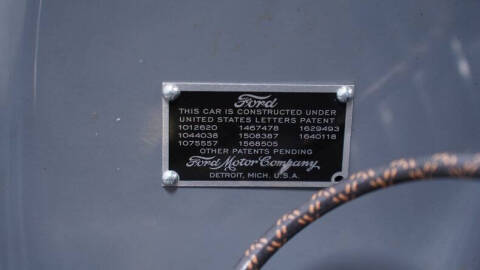 Ford
THIS CAR IS CONSTRUCTED UNDER
UNITED STATES LETTERS PATENT
1012620 1467478 1629493
1044038 1508387 1640118
1075557 1568505
OTHER PATENTS PENDING
Ford Motor Company
DETROIT, MICH. U.S.A.